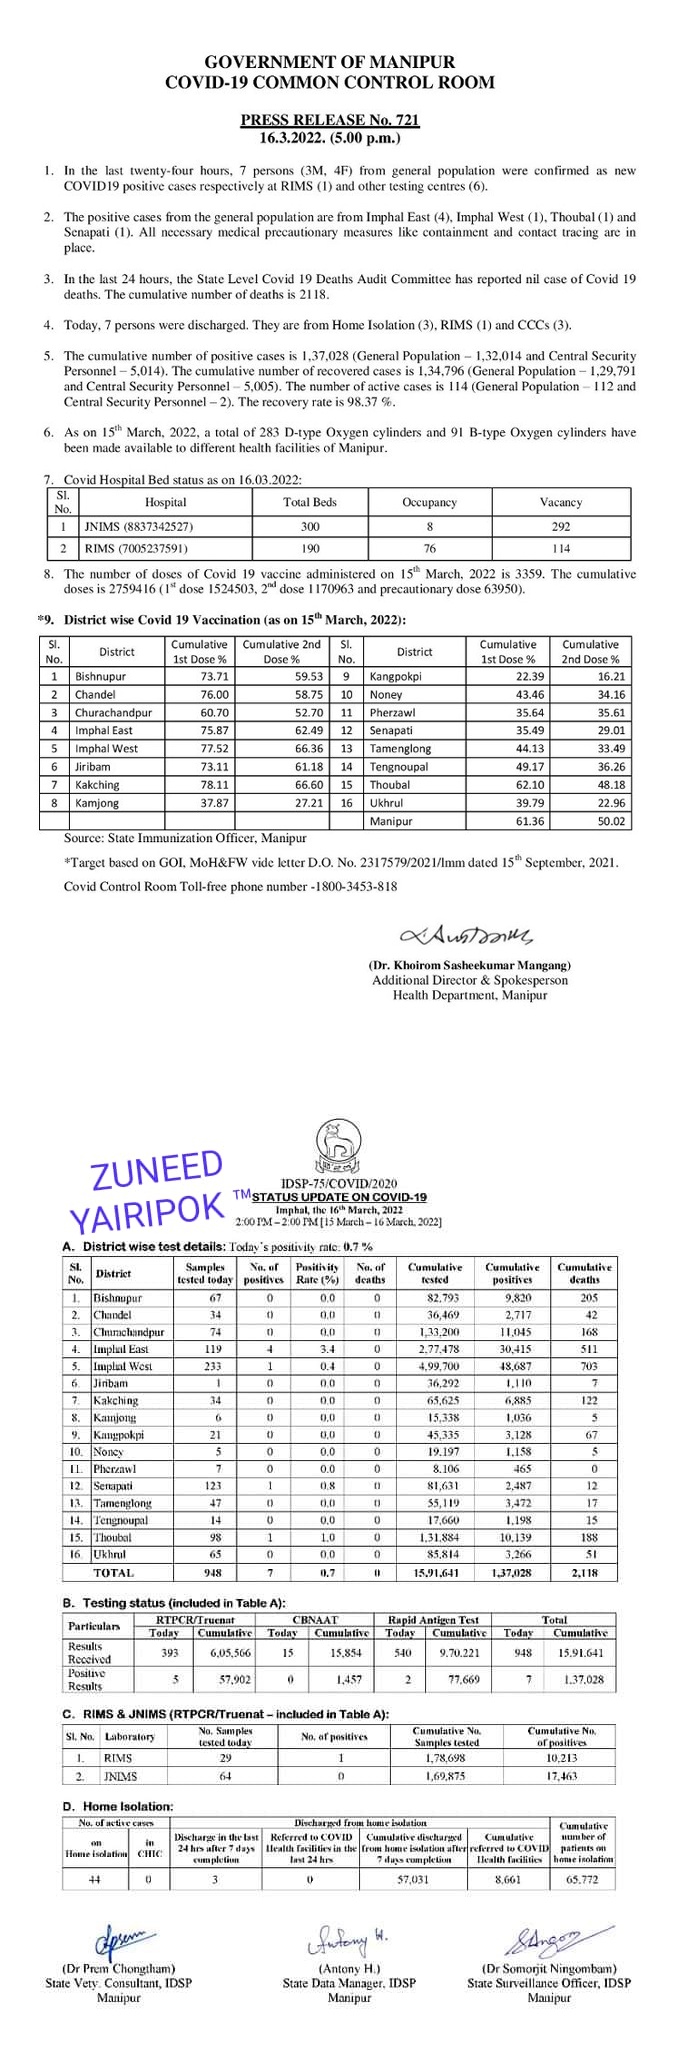 GOVERNMENT OF MANIPUR
COVID-19 COMMON CONTROL ROOM
PRESS RELEASE No. 721
16.3.2022. (5.00 p.m.)
1. In the last twenty-four hours, 7 persons (3M, 4F) from general population were confirmed as new
COVID19 positive cases respectively at RIMS (1) and other testing centres (6).
2. The positive cases from the general population are from Imphal East (4), Imphal West (1), Thoubal (1) and
Senapati (1). All necessary medical precautionary measures like containment and contact tracing are in
place.
3. In the last 24 hours, the State Level Covid 19 Deaths Audit Committee has reported nil case of Covid 19
deaths. The cumulative number of deaths is 2118.
4. Today, 7 persons were discharged. They are from Home Isolation (3), RIMS (1) and CCCs (3).
5. The cumulative number of positive cases is 1,37,028 (General Population – 1,32,014 and Central Security
Personnel – 5,014). The cumulative number of recovered cases is 1,34,796 (General Population – 1,29,791
and Central Security Personnel – 5,005). The number of active cases is 114 (General Population – 112 and
Central Security Personnel – 2). The recovery rate is 98.37 %.
6. As on 15th March, 2022, a total of 283 D-type Oxygen cylinders and 91 B-type Oxygen cylinders have
been made available to different health facilities of Manipur.
7. Covid Hospital Bed status as on 16.03.2022:
Sl. No. Hospital Total Beds Occupancy Vacancy
1 JNIMS (8837342527) 300 8 292
2 RIMS (7005237591) 190 76 114
8. The number of doses of Covid 19 vaccine administered on 15th March, 2022 is 3359. The cumulative
doses is 2759416 (1st dose 1524503, 2nd dose 1170963 and precautionary dose 63950).
*9. District wise Covid 19 Vaccination (as on 15th March, 2022):
Sl. No. District Cumulative 1st Dose % Cumulative 2nd Dose % Sl. No. District Cumulative 1st Dose % Cumulative 2nd Dose %
1 Bishnupur 73.71 59.53 9 Kangpokpi 22.39 16.21
2 Chandel 76.00 58.75 10 Noney 43.46 34.16
3 Churachandpur 60.70 52.70 11 Pherzawl 35.64 35.61
4 Imphal East 75.87 62.49 12 Senapati 35.49 29.01
5 Imphal West 77.52 66.36 13 Tamenglong 44.13 33.49
6 Jiribam 73.11 61.18 14 Tengnoupal 49.17 36.26
7 Kakching 78.11 66.60 15 Thoubal 62.10 48.18
8 Kamjong 37.87 27.21 16 Ukhrul 39.79 22.96
Manipur 61.36 50.02
Source: State Immunization Officer, Manipur
*Target based on GOI, MoH&FW vide letter D.O. No. 2317579/2021/Imm dated 15th September, 2021.
Covid Control Room Toll-free phone number -1800-3453-818
(Dr. Khoirom Sasheekumar Mangang)
Additional Director & Spokesperson
Health Department, Manipur
ZUNEED
YAIRIPOK ™
IDSP-75/COVID/2020
STATUS UPDATE ON COVID-19
Imphal, the 16th March, 2022
2:00 PM – 2:00 PM [15 March – 16 March, 2022]
A. District wise test details: Today's positivity rate: 0.7 %
Sl. No. District Samples tested today No. of positives Positivity Rate (%) No. of deaths Cumulative tested Cumulative positives Cumulative deaths
1. Bishnupur 67 0 0.0 0 82,793 9,820 205
2. Chandel 34 0 0.0 0 36,469 2,717 42
3. Churachandpur 74 0 0.0 0 1,33,200 11,045 168
4. Imphal East 119 4 3.4 0 2,77,478 30,415 511
5. Imphal West 233 1 0.4 0 4,99,700 48,687 703
6. Jiribam 1 0 0.0 0 36,292 1,110 7
7. Kakching 34 0 0.0 0 65,625 6,885 122
8. Kamjong 6 0 0.0 0 15,338 1,036 5
9. Kangpokpi 21 0 0.0 0 45,335 3,128 67
10. Noney 5 0 0.0 0 19,197 1,158 5
11. Pherzawl 7 0 0.0 0 8,106 465 0
12. Senapati 123 1 0.8 0 81,631 2,487 12
13. Tamenglong 47 0 0.0 0 55,119 3,472 17
14. Tengnoupal 14 0 0.0 0 17,660 1,198 15
15. Thoubal 98 1 1.0 0 1,31,884 10,139 188
16. Ukhrul 65 0 0.0 0 85,814 3,266 51
TOTAL 948 7 0.7 0 15,91,641 1,37,028 2,118
B. Testing status (included in Table A):
Particulars RTPCR/Truenat CBNAAT Rapid Antigen Test Total
Today Cumulative Today Cumulative Today Cumulative Today Cumulative
Results Received 393 6,05,566 15 15,854 540 9,70,221 948 15,91,641
Positive Results 5 57,902 0 1,457 2 77,669 7 1,37,028
C. RIMS & JNIMS (RTPCR/Truenat – included in Table A):
Sl. No. Laboratory No. Samples tested today No. of positives Cumulative No. Samples tested Cumulative No. of positives
1. RIMS 29 1 1,78,698 10,213
2. JNIMS 64 0 1,69,875 17,463
D. Home Isolation:
No. of active cases Discharged from home isolation Cumulative number of patients on home isolation
on Home isolation in CHIC Discharge in the last 24 hrs after 7 days completion Referred to COVID Health facilities in the last 24 hrs Cumulative discharged from home isolation after 7 days completion Cumulative referred to COVID Health facilities
44 0 3 0 57,031 8,661 65,772
Antony H.
(Dr Prem Chongtham) (Antony H.) (Dr Somorjit Ningombam)
State Vety. Consultant, IDSP State Data Manager, IDSP State Surveillance Officer, IDSP
Manipur Manipur Manipur